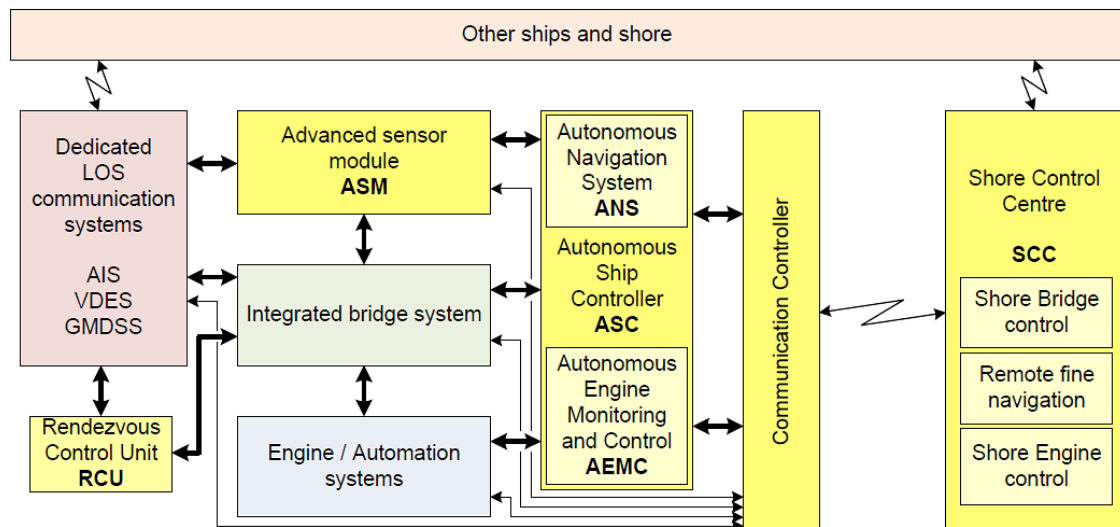 Other ships and shore
Dedicated
LOS
communication
systems
AIS
VDES
GMDSS
Rendezvous
Control Unit
RCU
Advanced sensor
module
ASM
Integrated bridge system
Engine / Automation
systems
Autonomous
Navigation
System
ANS
Autonomous
Ship
Controller
ASC
Autonomous
Engine
Monitoring
and Control
AEMC
Communication Controller
Shore Control
Centre
SCC
Shore Bridge
control
Remote fine
navigation
Shore Engine
control